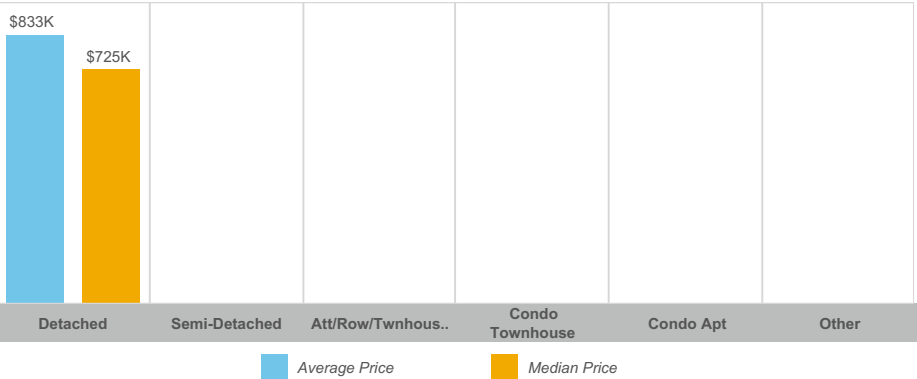 $833K
$725K
Detached
Semi-Detached
Att/Row/Twnhous..
Condo
Townhouse
Condo Apt
Other
Average Price
Median Price